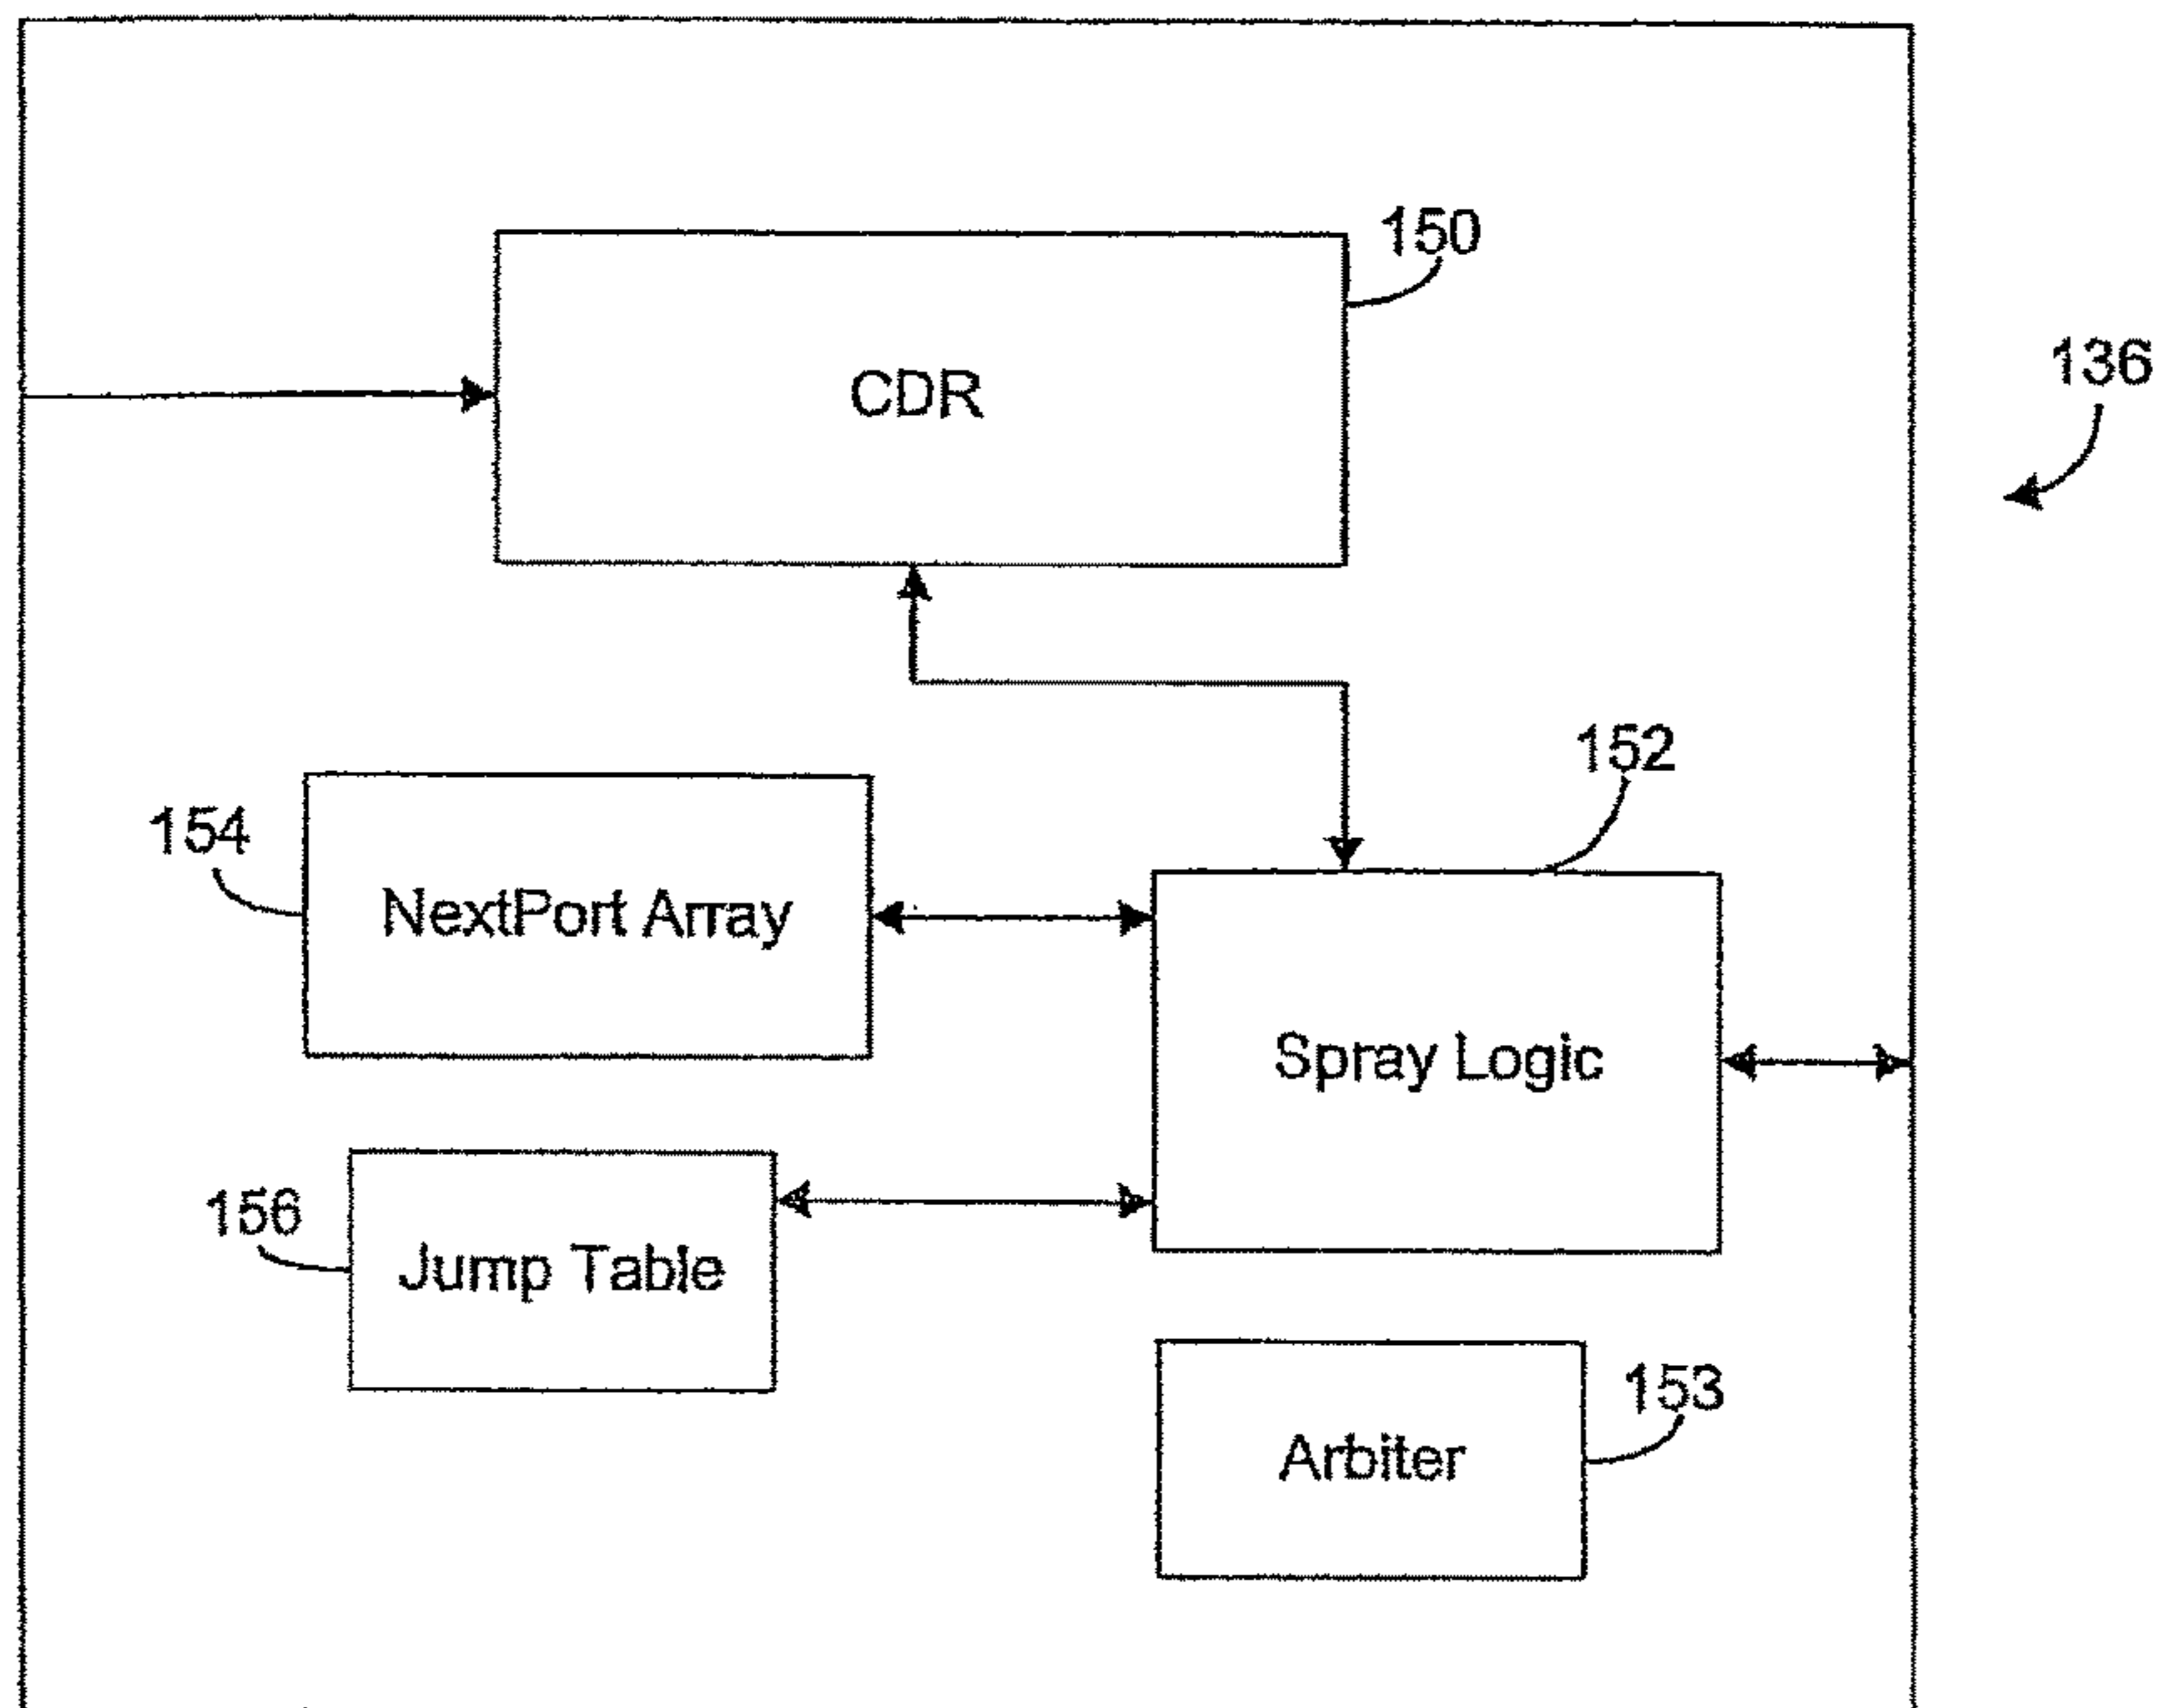 150
CDR
136
152
154
NextPort Array
Spray Logic
156
Jump Table
153
Arbiter